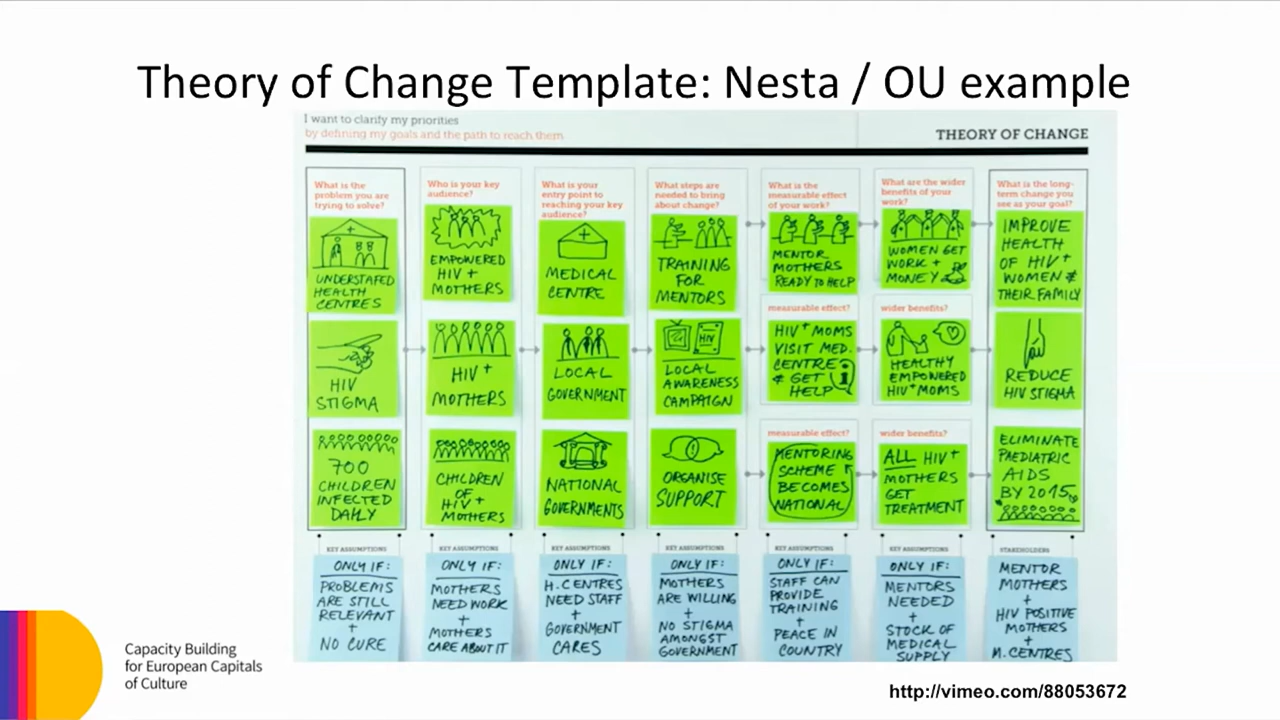 Theory of Change Template: Nesta / OU example
I want to clarify my priorities
by defining my goals and the path to reach them
THEORY OF CHANGE
What is the
problem you are
trying to solve?
UNDERSTAFED
HEALTH
CENTRES
HIV
STIGMA
700
CHILDREN
INFECTED
DAILY
KEY ASSUMPTIONS
ONLY IF:
PROBLEMS
ARE STILL
RELEVANT
+
NO CURE
Who is your key
audience?
EMPOWERED
HIV +
MOTHERS
HIV +
MOTHERS
CHILDREN
OF
HIV +
MOTHERS
KEY ASSUMPTIONS
ONLY IF:
MOTHERS
NEED WORK
+
MOTHERS
CARE ABOUT IT
What is your
entry point to
reaching your key
audience?
MEDICAL
CENTRE
LOCAL
GOVERNMENT
NATIONAL
GOVERNMENTS
KEY ASSUMPTIONS
ONLY IF:
H. CENTRES
NEED STAFF
+
GOVERNMENT
CARES
What steps are
needed to bring
about change?
TRAINING
FOR
MENTORS
HIV
LOCAL
AWARENESS
CAMPAIGN
ORGANISE
SUPPORT
KEY ASSUMPTIONS
ONLY IF:
MOTHERS
ARE WILLING
+
NO STIGMA
AMONGST
GOVERNMENT
What is the
measurable effect
of your work?
MENTOR
MOTHERS
READY TO HELP
measurable effect?
HIV+ MOMS
VISIT MED.
CENTRE
& GET
HELP i
measurable effect?
MENTORING
SCHEME
BECOMES
NATIONAL
KEY ASSUMPTIONS
ONLY IF:
STAFF CAN
PROVIDE
TRAINING
+
PEACE IN
COUNTRY
What are the wider
benefits of your
work?
WOMEN GET
WORK +
MONEY
wider benefits?
HEALTHY
EMPOWERED
HIV+ MOMS
wider benefits?
ALL HIV+
MOTHERS
GET
TREATMENT
KEY ASSUMPTIONS
ONLY IF:
MENTORS
NEEDED
+
STOCK OF
MEDICAL
SUPPLY
What is the long-
term change you
see as your goal?
IMPROVE
HEALTH
OF HIV+
WOMEN &
THEIR FAMILY
REDUCE
HIV STIGMA
ELIMINATE
PAEDIATRIC
AIDS
BY 2015
STAKEHOLDERS
MENTOR
MOTHERS
+
HIV POSITIVE
MOTHERS
+
M. CENTRES
Capacity Building
for European Capitals
of Culture
http://vimeo.com/88053672